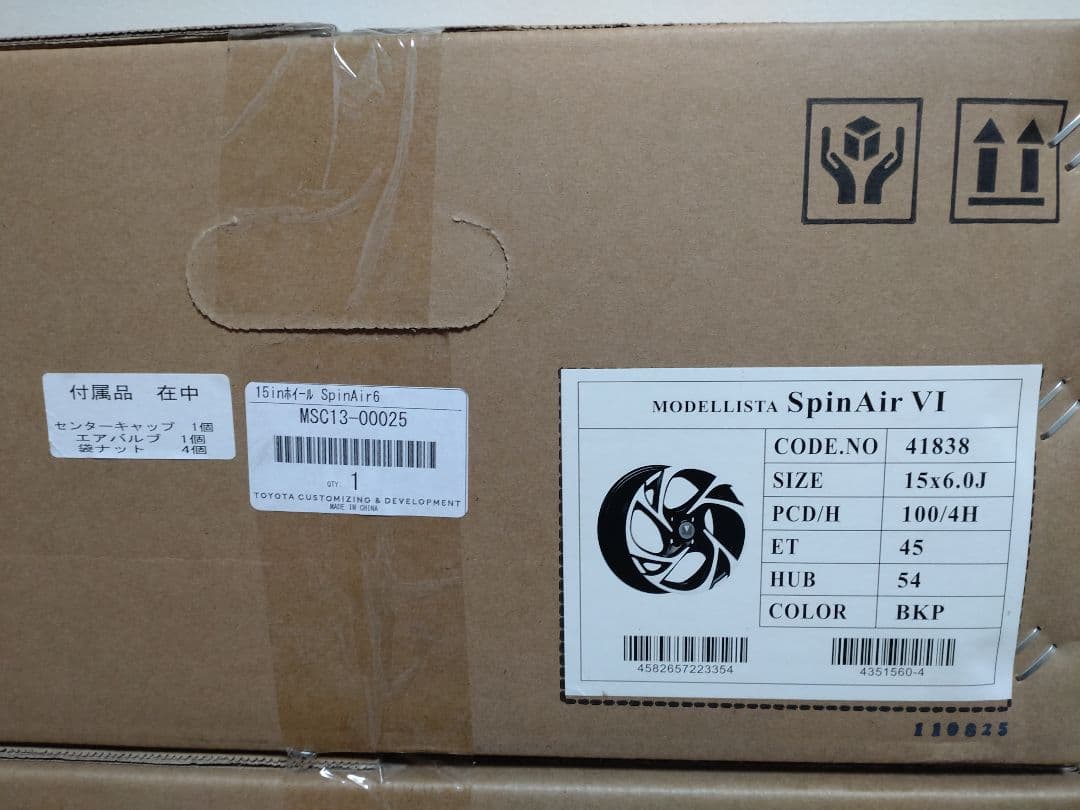 付属品 在中
センターキャップ 1個
エアバルブ 1個
袋ナット 4個
15inホイール SpinAir6
MSC13-00025
QTY. 1
TOYOTA CUSTOMIZING & DEVELOPMENT
MADE IN CHINA
MODELLISTA SpinAir VI
CODE.NO 41838
SIZE 15x6.0J
PCD/H 100/4H
ET 45
HUB 54
COLOR BKP
4582657223354
4351560-4
110825